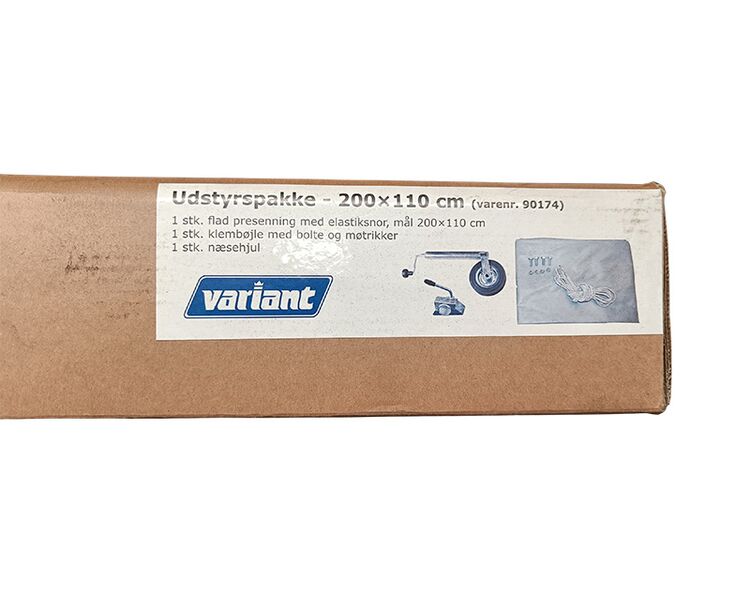 Udstyrspakke - 200×110 cm (varenr. 90174)
1 stk. flad presenning med elastiksnor, mål 200×110 cm
1 stk. klembøjle med bolte og møtrikker
1 stk. næsehjul
variant